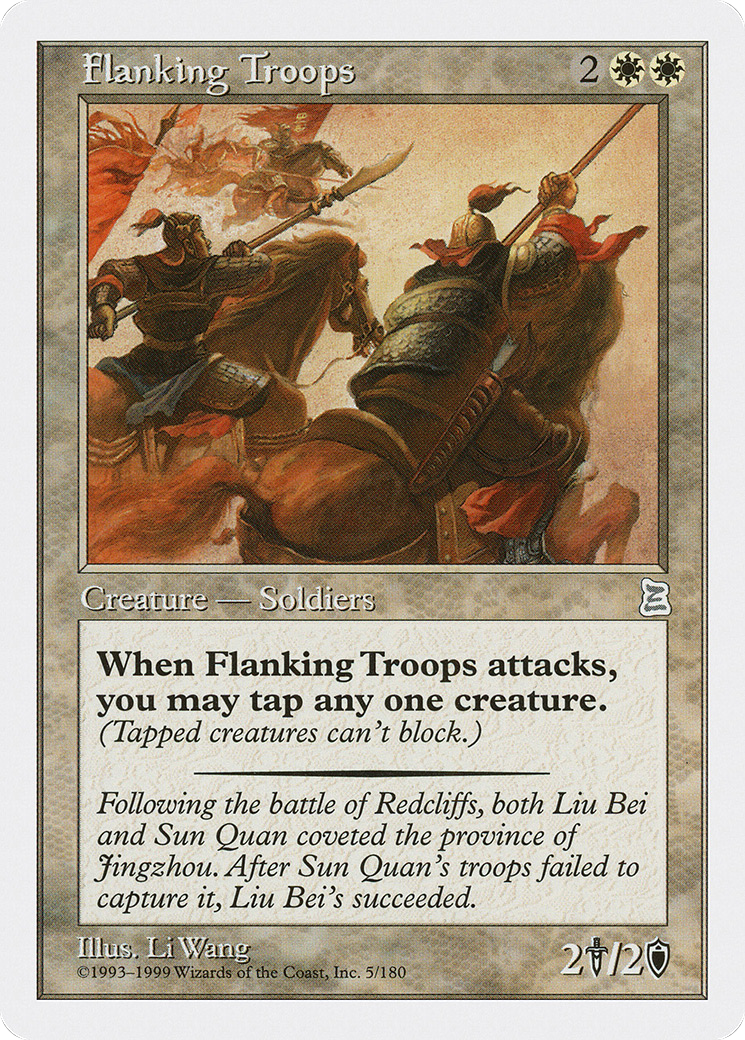 Flanking Troops 2
Creature — Soldiers
When Flanking Troops attacks,
you may tap any one creature.
(Tapped creatures can't block.)
Following the battle of Redcliffs, both Liu Bei
and Sun Quan coveted the province of
Jingzhou. After Sun Quan's troops failed to
capture it, Liu Bei's succeeded.
Illus. Li Wang
©1993–1999 Wizards of the Coast, Inc. 5/180
2/2